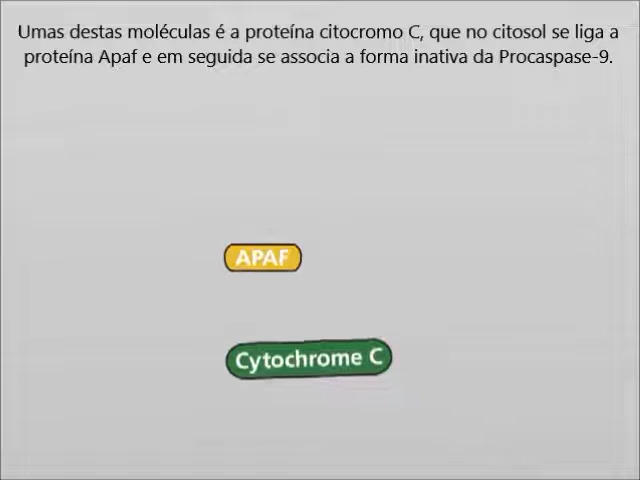 Umas destas moléculas é a proteína citocromo C, que no citosol se liga a
proteína Apaf e em seguida se associa a forma inativa da Procaspase-9.
APAF
Cytochrome C